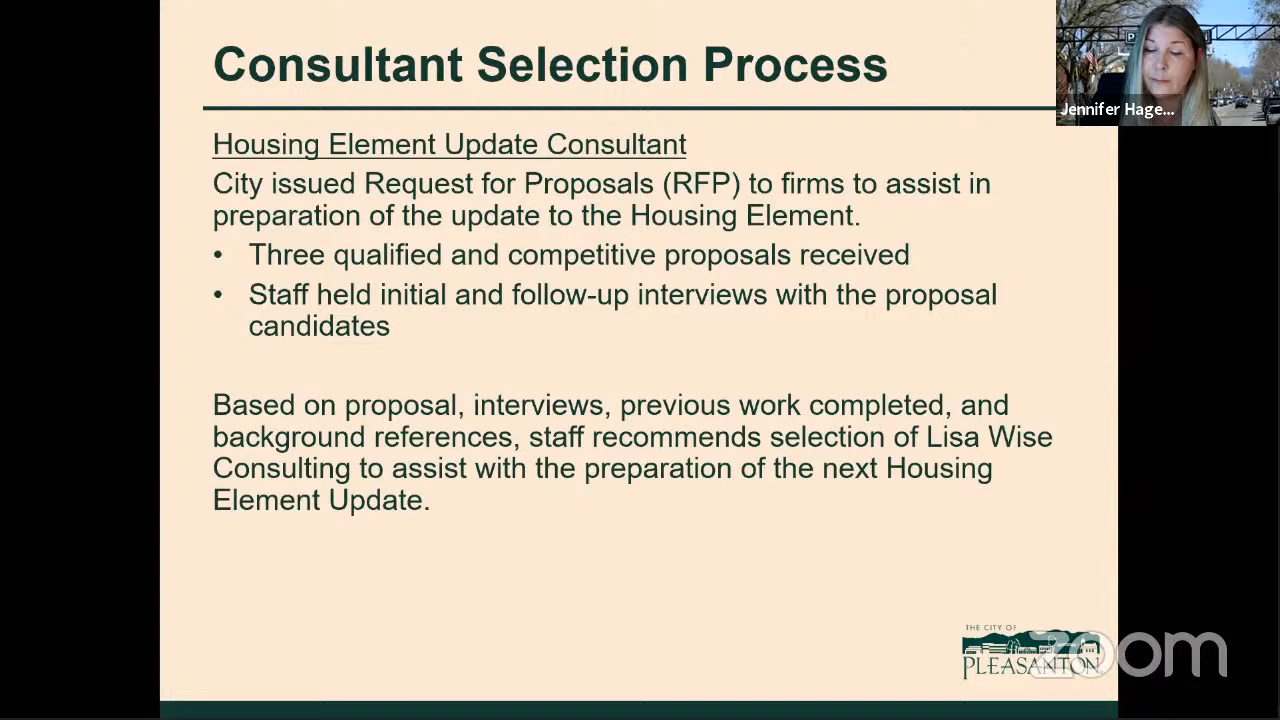 Consultant Selection Process
Jennifer Hage...
Housing Element Update Consultant
City issued Request for Proposals (RFP) to firms to assist in
preparation of the update to the Housing Element.
• Three qualified and competitive proposals received
• Staff held initial and follow-up interviews with the proposal
candidates
Based on proposal, interviews, previous work completed, and
background references, staff recommends selection of Lisa Wise
Consulting to assist with the preparation of the next Housing
Element Update.
THE CITY OF
PLEASANTON
zoom